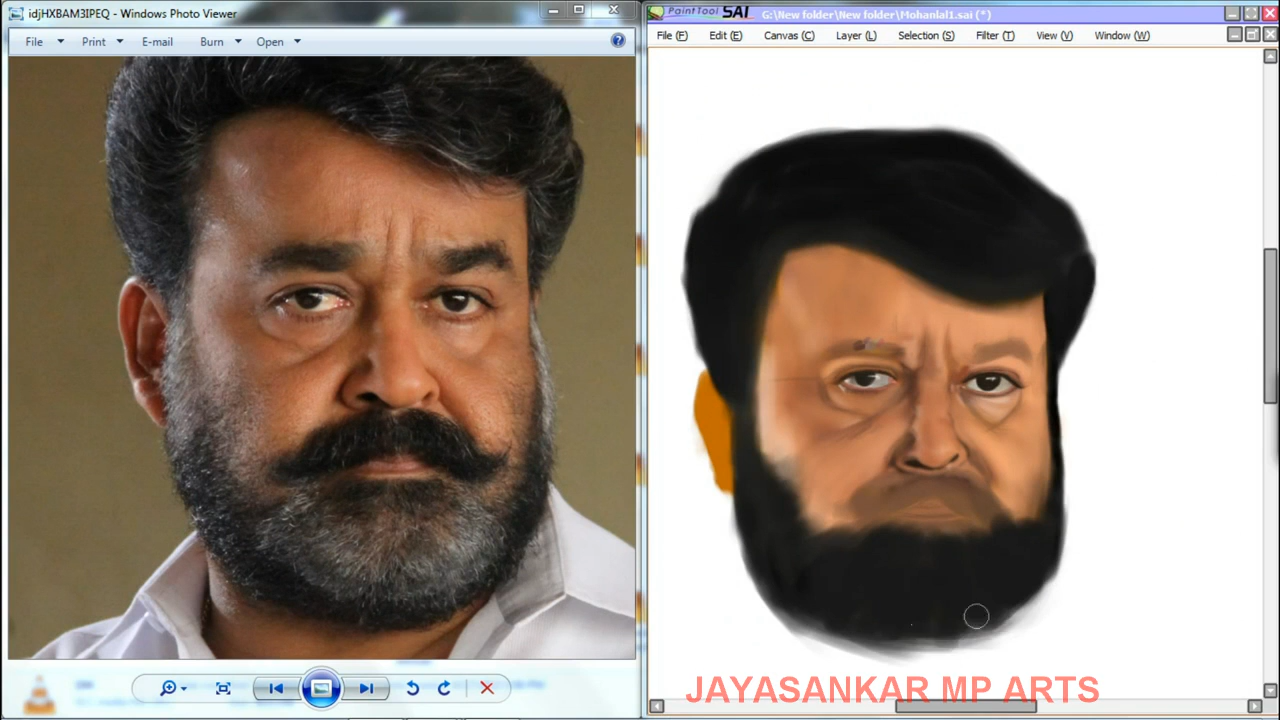 idjHXBAM3IPEQ - Windows Photo Viewer
File Print E-mail Burn Open
PaintTool SAI G:\New folder\New folder\Mohanlal1.sai (*)
File (F) Edit (E) Canvas (C) Layer (L) Selection (S) Filter (T) View (V) Window (W)
JAYASANKAR MP ARTS